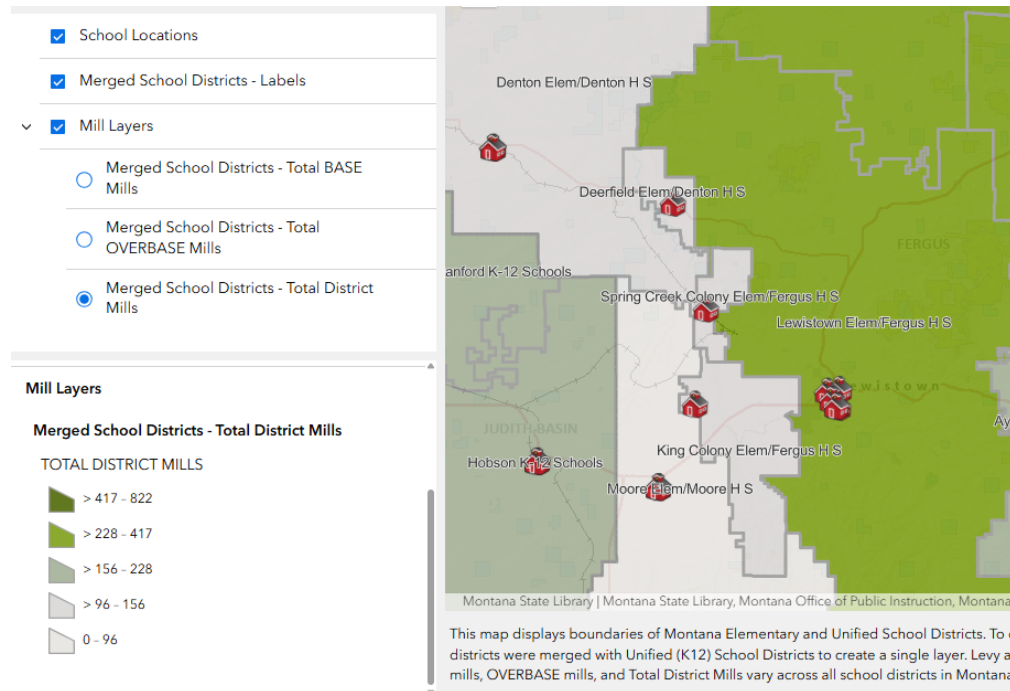 School Locations
Merged School Districts - Labels
Mill Layers
Merged School Districts - Total BASE
Mills
Merged School Districts - Total
OVERBASE Mills
Merged School Districts - Total District
Mills
Mill Layers
Merged School Districts - Total District Mills
TOTAL DISTRICT MILLS
> 417 - 822
> 228 - 417
> 156 - 228
> 96 - 156
0 - 96
Denton Elem/Denton H S
Deerfield Elem/Denton H S
FERGUS
anford K-12 Schools
Spring Creek Colony Elem/Fergus H S
Lewistown Elem/Fergus H S
ewistown
Ay
JUDITH BASIN
King Colony Elem/Fergus H S
Hobson K-12 Schools
Moore Elem/Moore H S
Montana State Library | Montana State Library, Montana Office of Public Instruction, Montana
This map displays boundaries of Montana Elementary and Unified School Districts. To
districts were merged with Unified (K12) School Districts to create a single layer. Levy a
mills, OVERBASE mills, and Total District Mills vary across all school districts in Montana